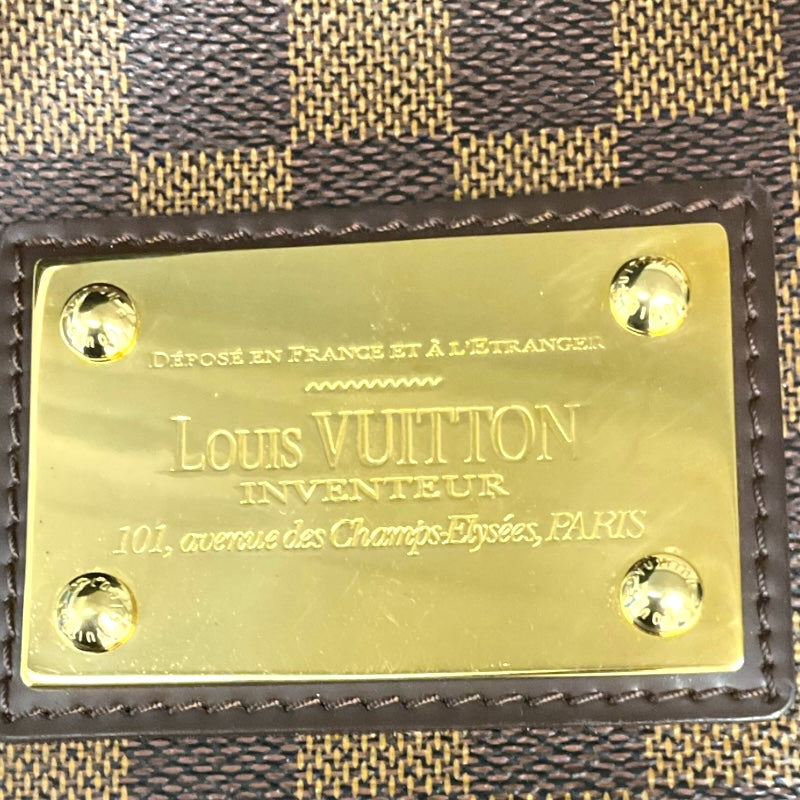 DÉPOSÉ EN FRANCE ET À L'ETRANGER
LOUIS VUITTON
INVENTEUR
101, avenue des Champs-Elysées, PARIS